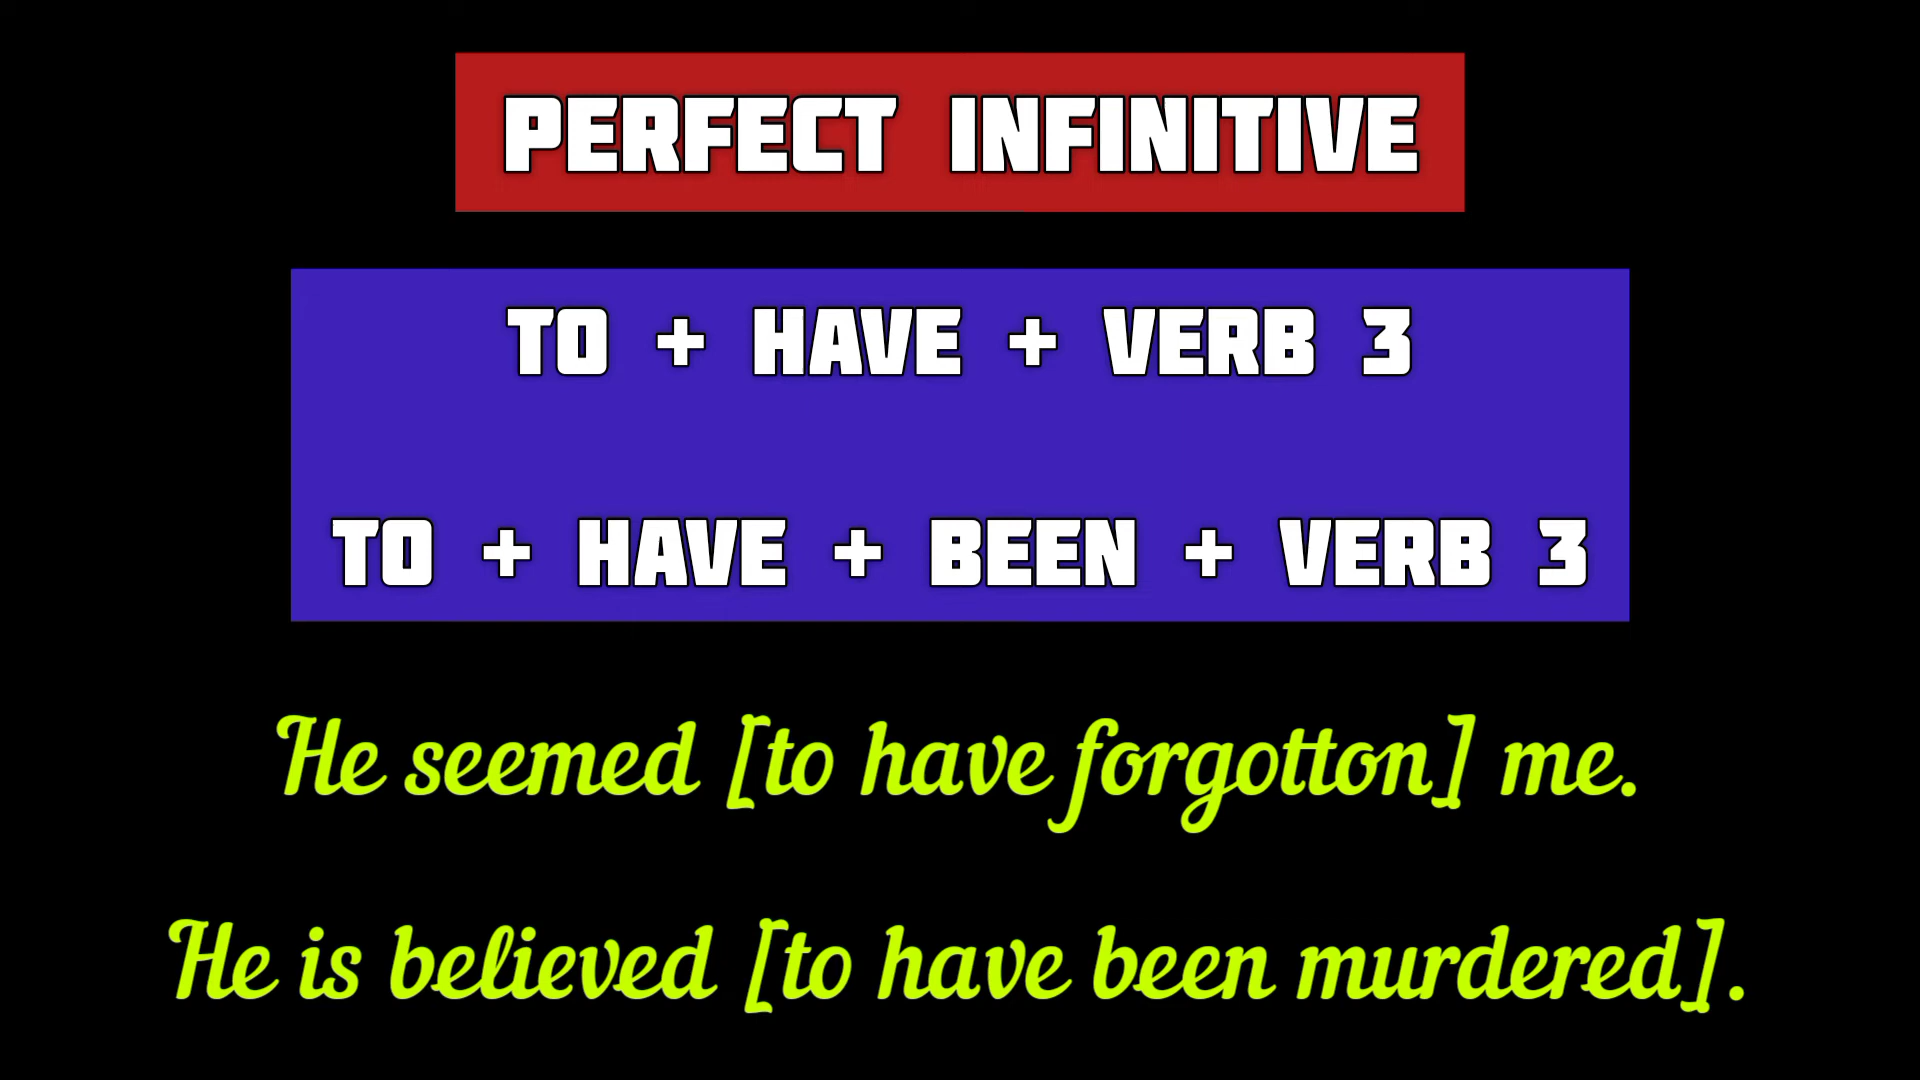 PERFECT INFINITIVE
TO + HAVE + VERB 3
TO + HAVE + BEEN + VERB 3
He seemed [to have forgotton] me.
He is believed [to have been murdered].